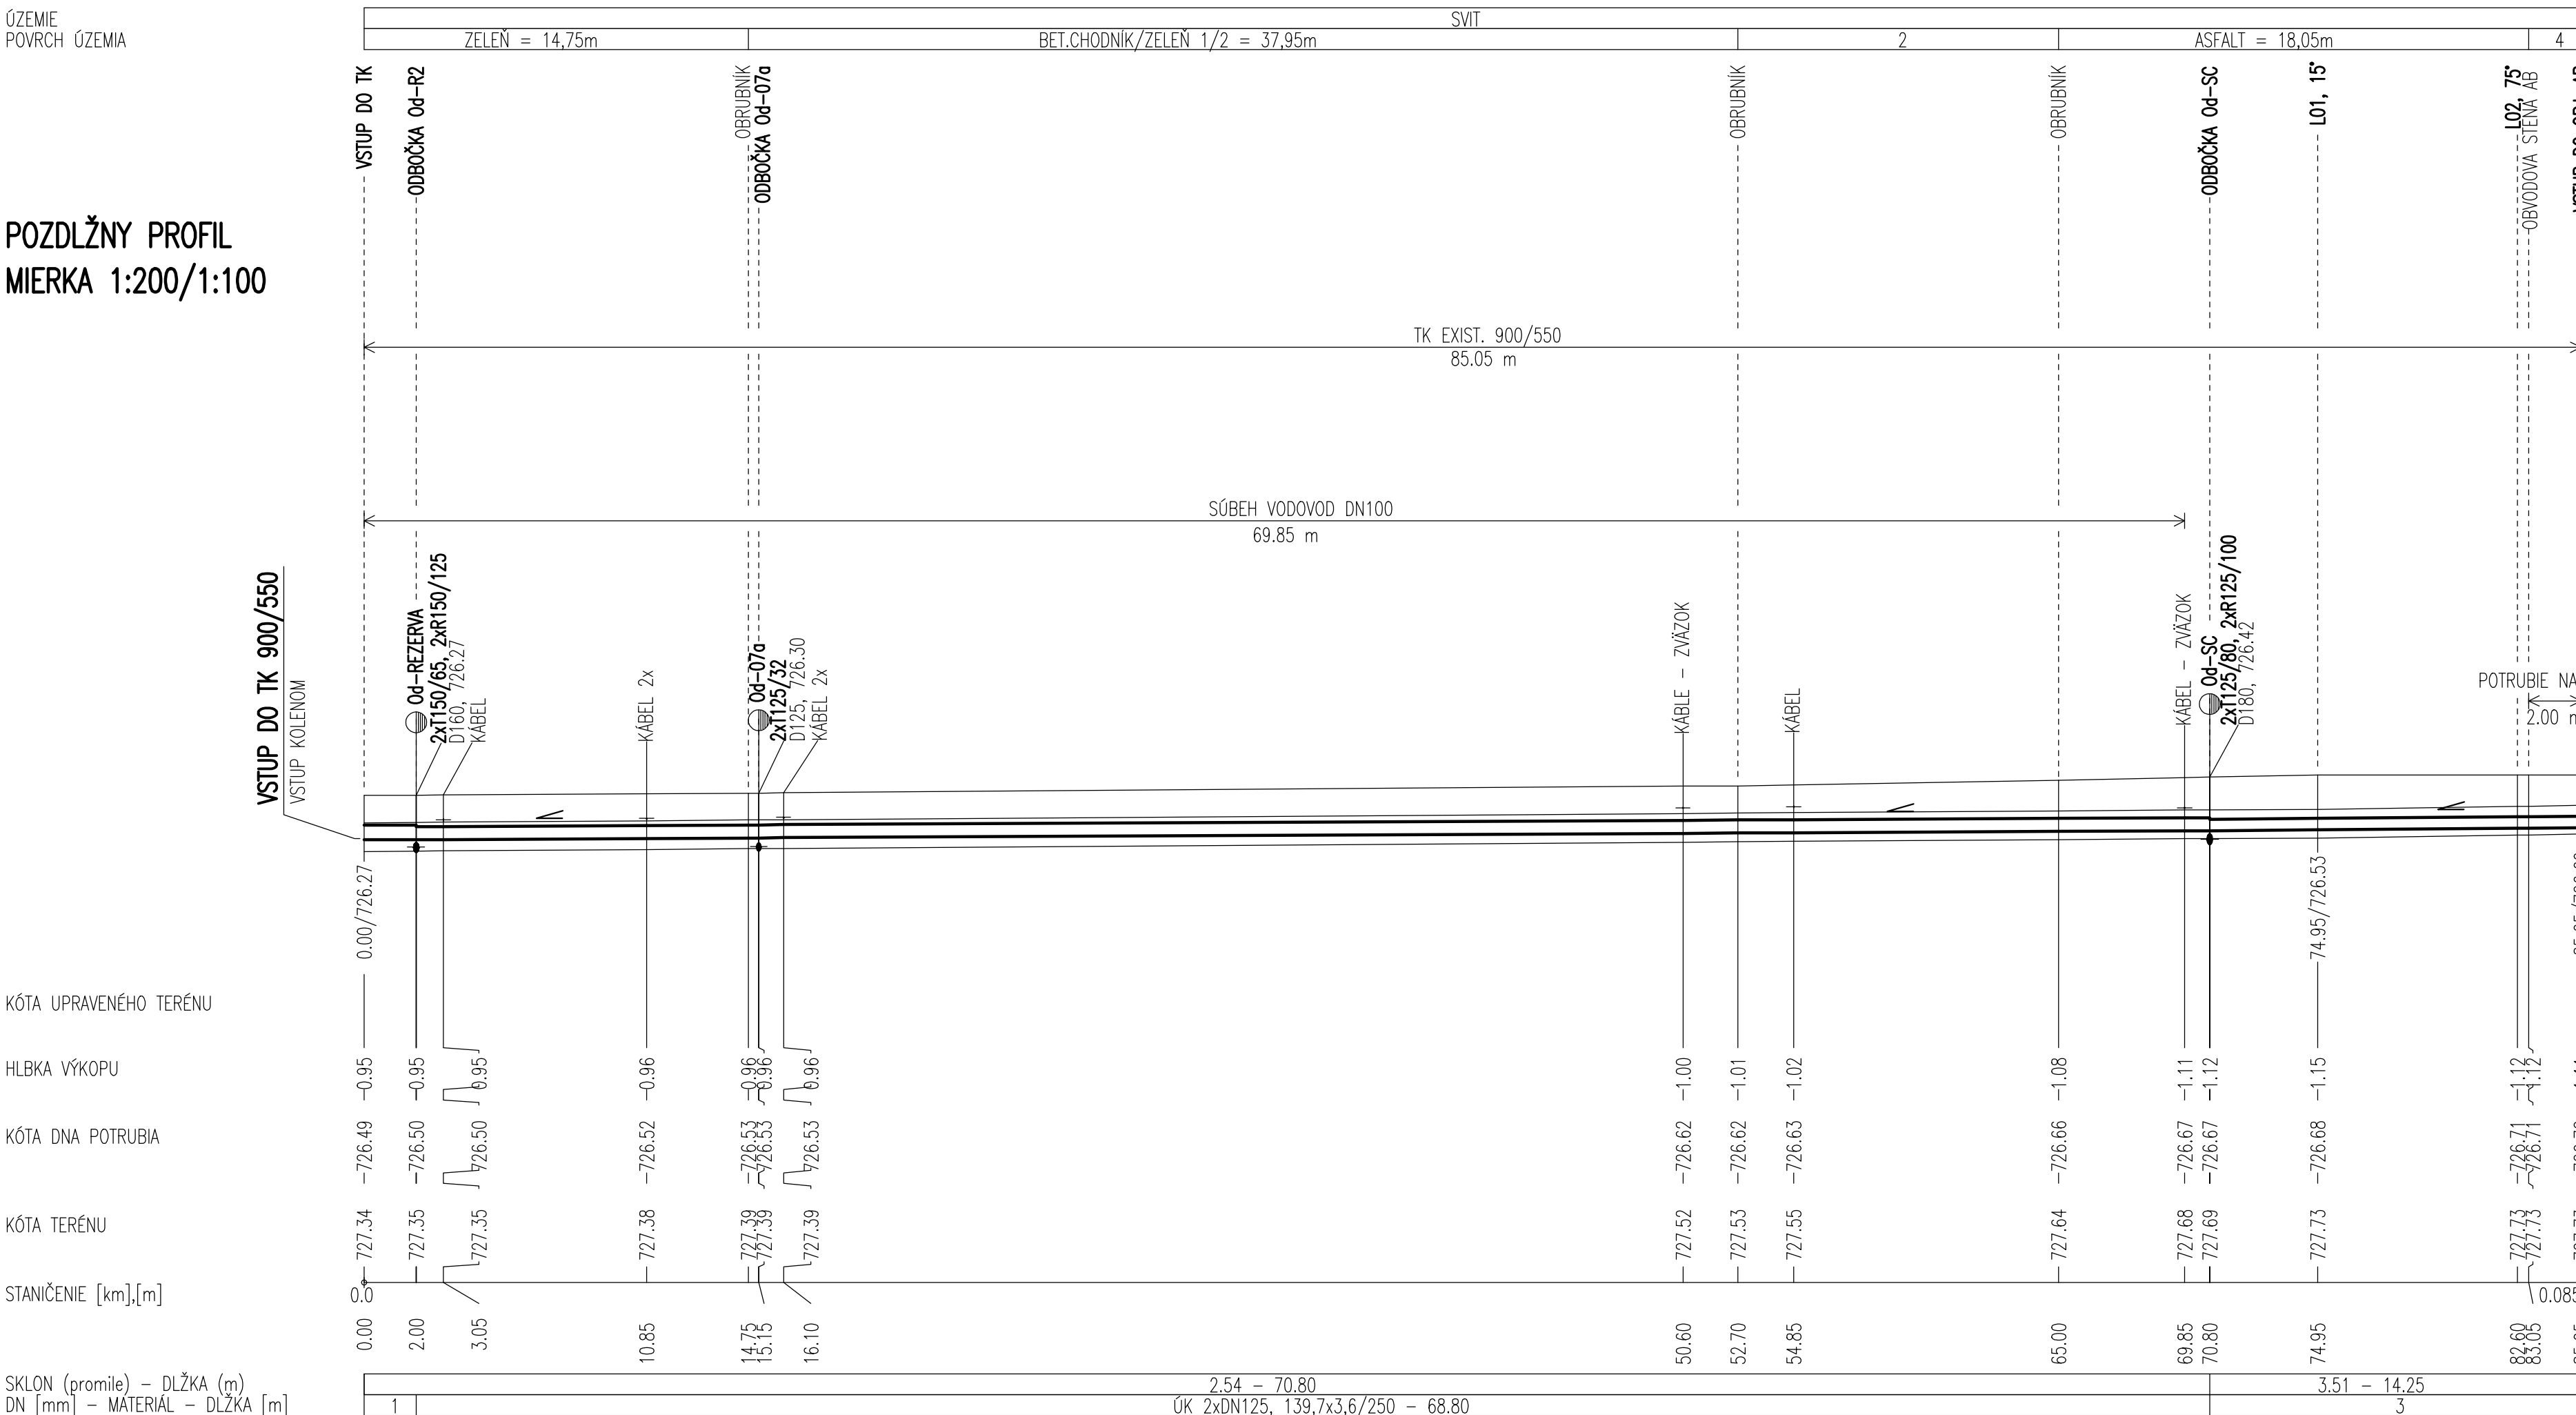 ÚZEMIE
SVIT
POVRCH ÚZEMIA
ZELEŇ = 14,75m
BET.CHODNÍK/ZELEŇ 1/2 = 37,95m
2
ASFALT = 18,05m
4
VSTUP DO TK
ODBOČKA Od-R2
OBRUBNÍK
ODBOČKA Od-07a
OBRUBNÍK
OBRUBNÍK
ODBOČKA Od-SC
LO1, 15°
LO2, 75°
OBVODOVA STENA AB
POZDLŽNY PROFIL
MIERKA 1:200/1:100
TK EXIST. 900/550
85.05 m
SÚBEH VODOVOD DN100
69.85 m
VSTUP DO TK 900/550
VSTUP KOLENOM
Od-REZERVA
2xT150/65, 2xR150/125
D160, 726.27
KÁBEL
KÁBEL 2x
Od-07a
2xT125/32
D125, 726.30
KÁBEL 2x
KÁBLE - ZVÄZOK
KÁBEL
KÁBEL - ZVÄZOK
Od-SC
2xT125/80, 2xR125/100
D180, 726.42
POTRUBIE NA
2.00
0.00/726.27
74.95/726.53
KÓTA UPRAVENÉHO TERÉNU
HLBKA VÝKOPU
0.95
0.95
0.95
0.96
0.96
0.96
0.96
1.00
1.01
1.02
1.08
1.11
1.12
1.15
1.12
1.12
KÓTA DNA POTRUBIA
726.49
726.50
726.50
726.52
726.53
726.53
726.53
726.62
726.62
726.63
726.66
726.67
726.67
726.68
726.71
726.71
KÓTA TERÉNU
727.34
727.35
727.35
727.38
727.39
727.39
727.39
727.52
727.53
727.55
727.64
727.68
727.69
727.73
727.73
727.73
STANIČENIE [km],[m]
0.0
0.085
0.00
2.00
3.05
10.85
14.75
15.15
16.10
50.60
52.70
54.85
65.00
69.85
70.80
74.95
82.60
83.05
SKLON (promile) - DLŽKA (m)
2.54 - 70.80
3.51 - 14.25
DN [mm] - MATERIÁL - DLŽKA [m]
1
ÚK 2xDN125, 139,7x3,6/250 - 68.80
3